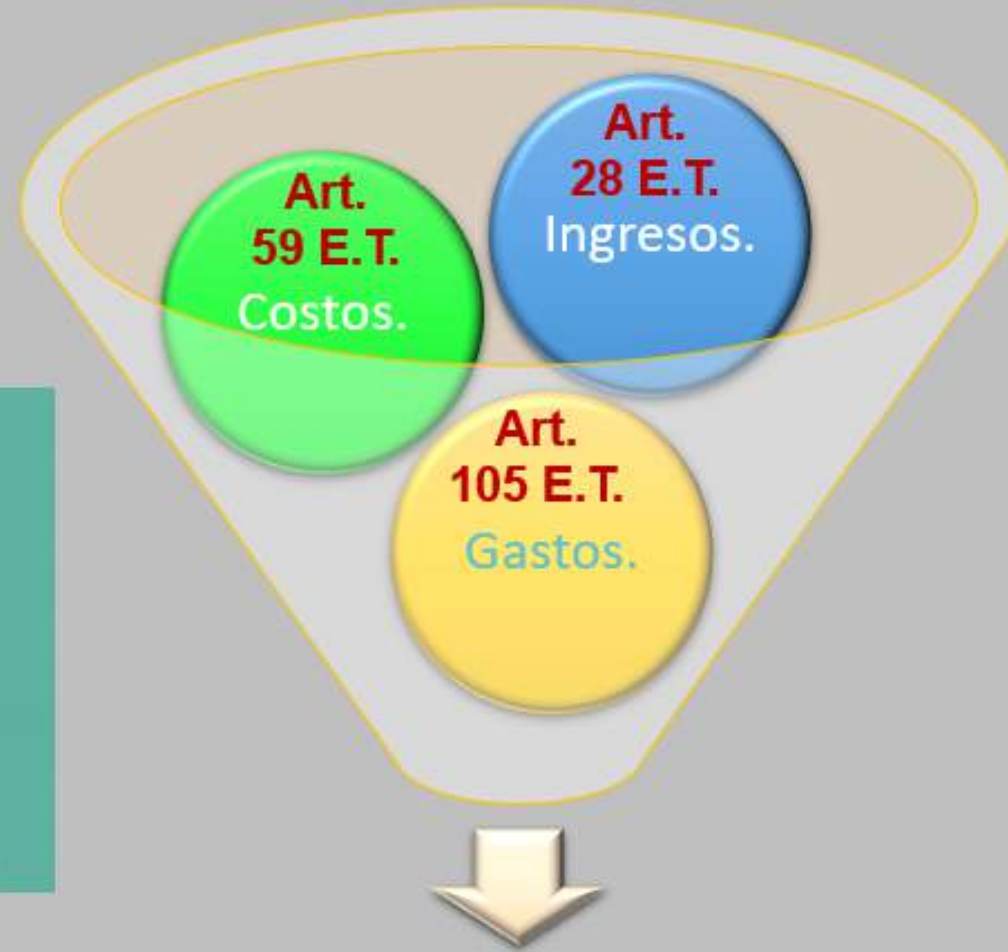 Art.
28 E.T.
Ingresos.
Art.
59 E.T.
Costos.
Art.
105 E.T.
Gastos.